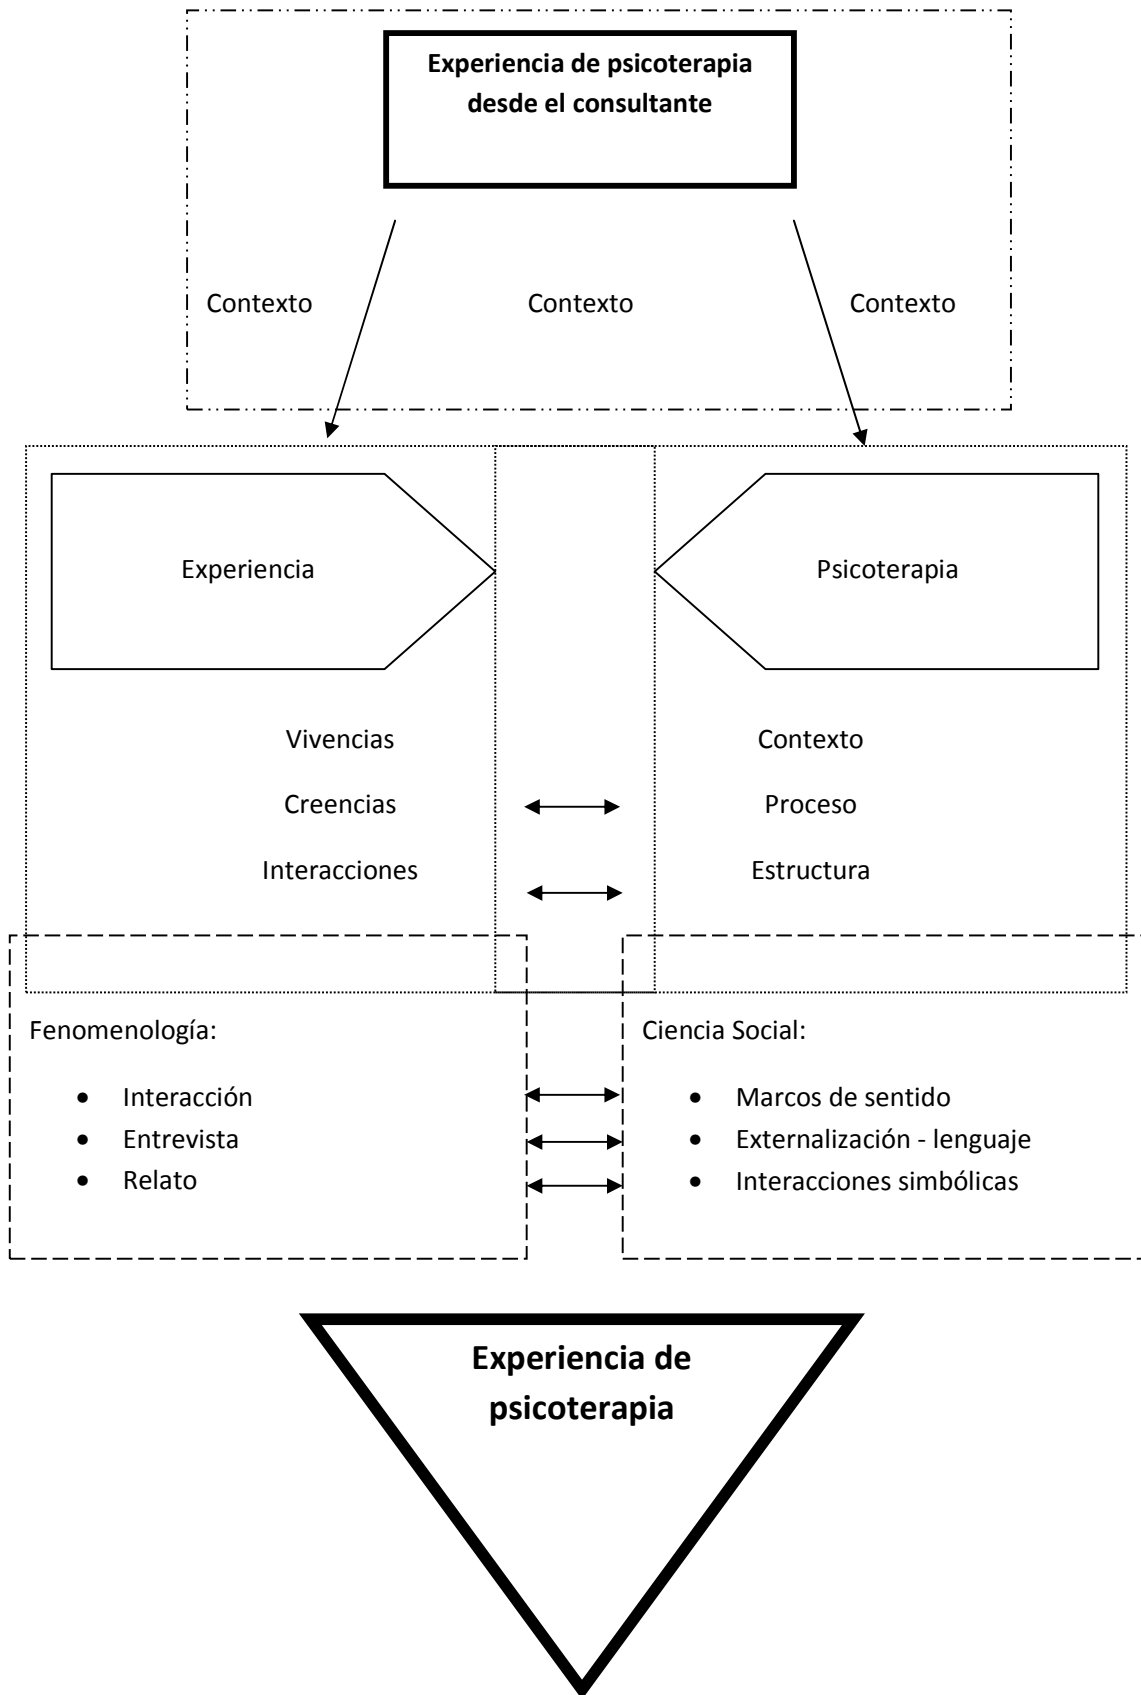 Experiencia de psicoterapia
desde el consultante
Contexto Contexto Contexto
Experiencia Psicoterapia
Vivencias Contexto
Creencias Proceso
Interacciones Estructura
Fenomenología:
• Interacción
• Entrevista
• Relato
Ciencia Social:
• Marcos de sentido
• Externalización - lenguaje
• Interacciones simbólicas
Experiencia de
psicoterapia